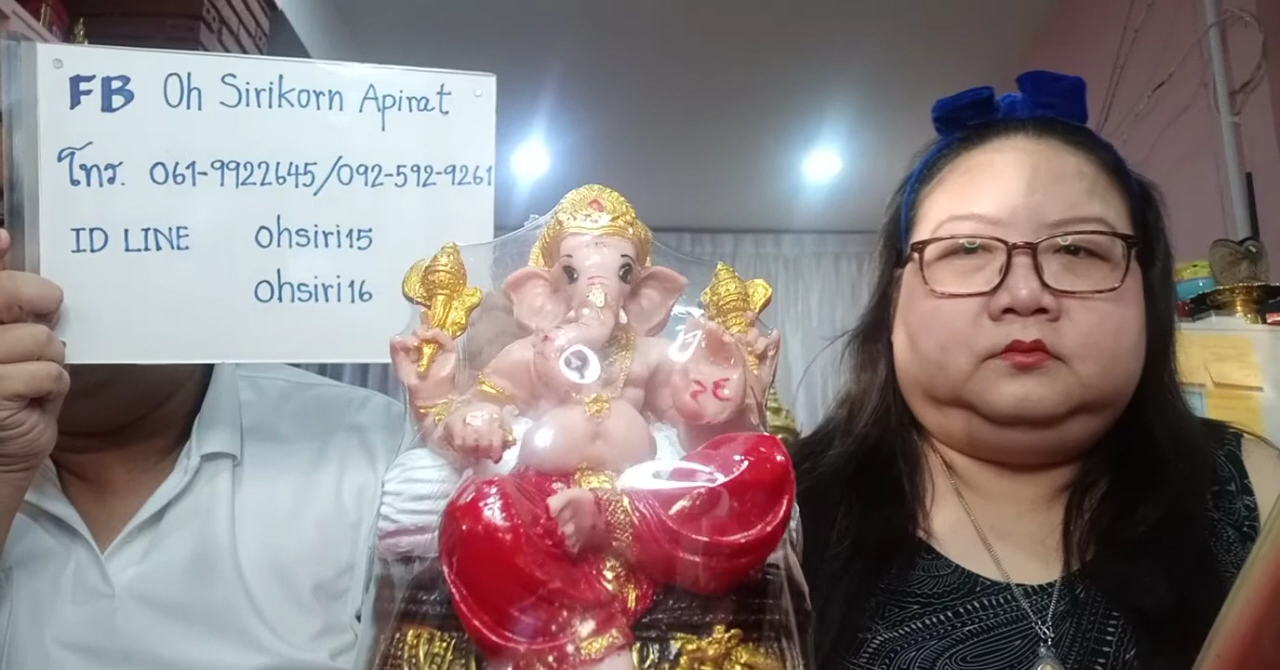 FB Oh Sirikorn Apirat
โทร. 061-9922645/092-592-9261
ID LINE ohsiri15
ohsiri16